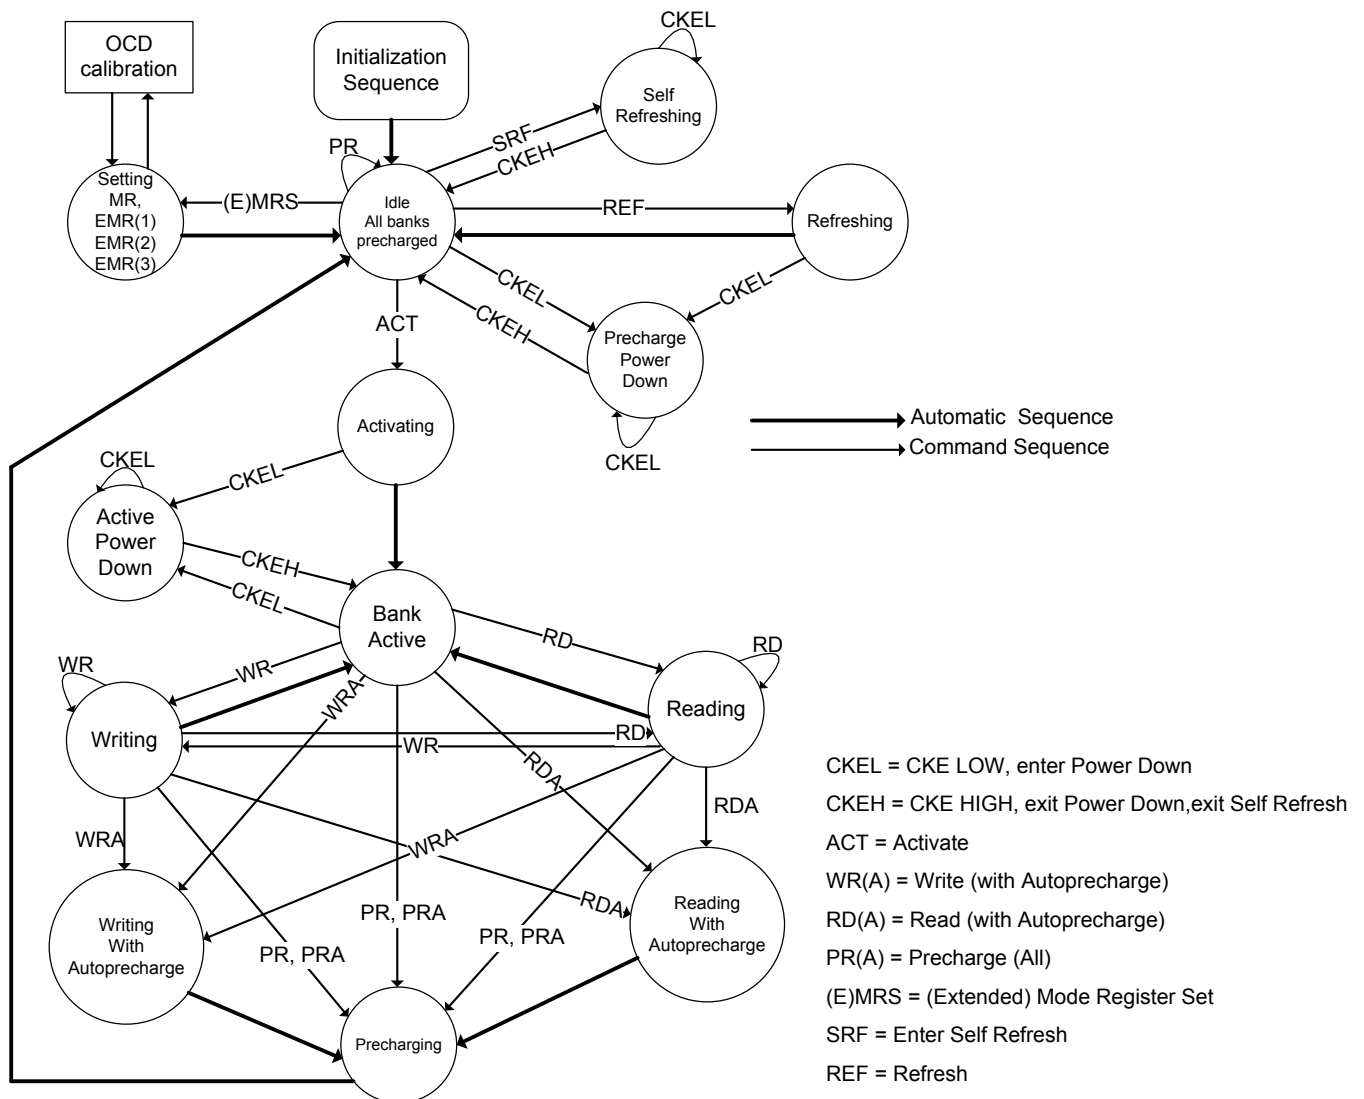 OCD
calibration
Initialization
Sequence
CKEL
Self
Refreshing
SRF
CKEH
PR
Setting
MR,
EMR(1)
EMR(2)
EMR(3)
(E)MRS
Idle
All banks
precharged
REF
Refreshing
CKEL
CKEH
CKEL
ACT
Precharge
Power
Down
CKEL
Activating
Automatic Sequence
Command Sequence
CKEL
CKEL
Active
Power
Down
CKEH
CKEL
Bank
Active
RD
RD
WR
WR
WRA
Reading
Writing
RD
WR
RDA
RDA
WRA
WRA
RDA
PR, PRA
PR, PRA
PR, PRA
Writing
With
Autoprecharge
Reading
With
Autoprecharge
Precharging
CKEL = CKE LOW, enter Power Down
CKEH = CKE HIGH, exit Power Down,exit Self Refresh
ACT = Activate
WR(A) = Write (with Autoprecharge)
RD(A) = Read (with Autoprecharge)
PR(A) = Precharge (All)
(E)MRS = (Extended) Mode Register Set
SRF = Enter Self Refresh
REF = Refresh